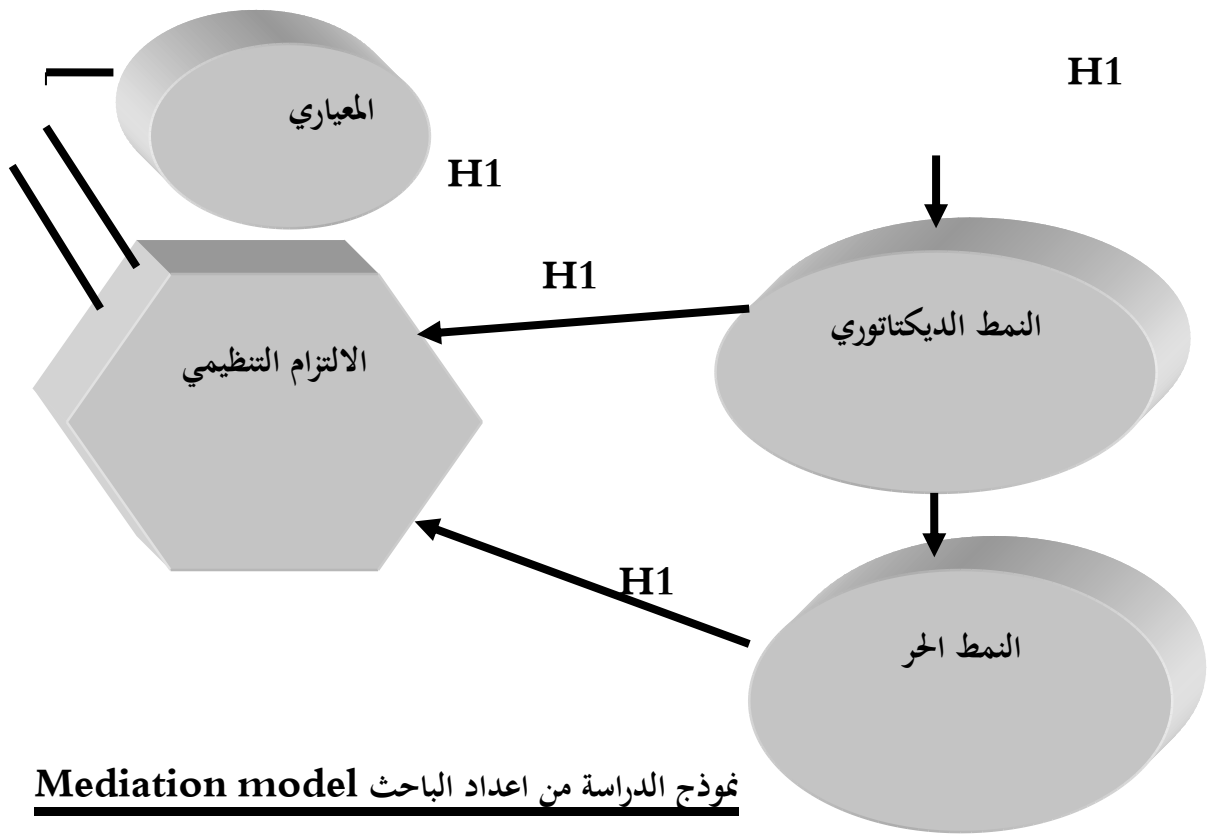 H1
المعياري
H1
H1
النمط الديكتاتوري
الالتزام التنظيمي
H1
النمط الحر
نموذج الدراسة من اعداد الباحث Mediation model